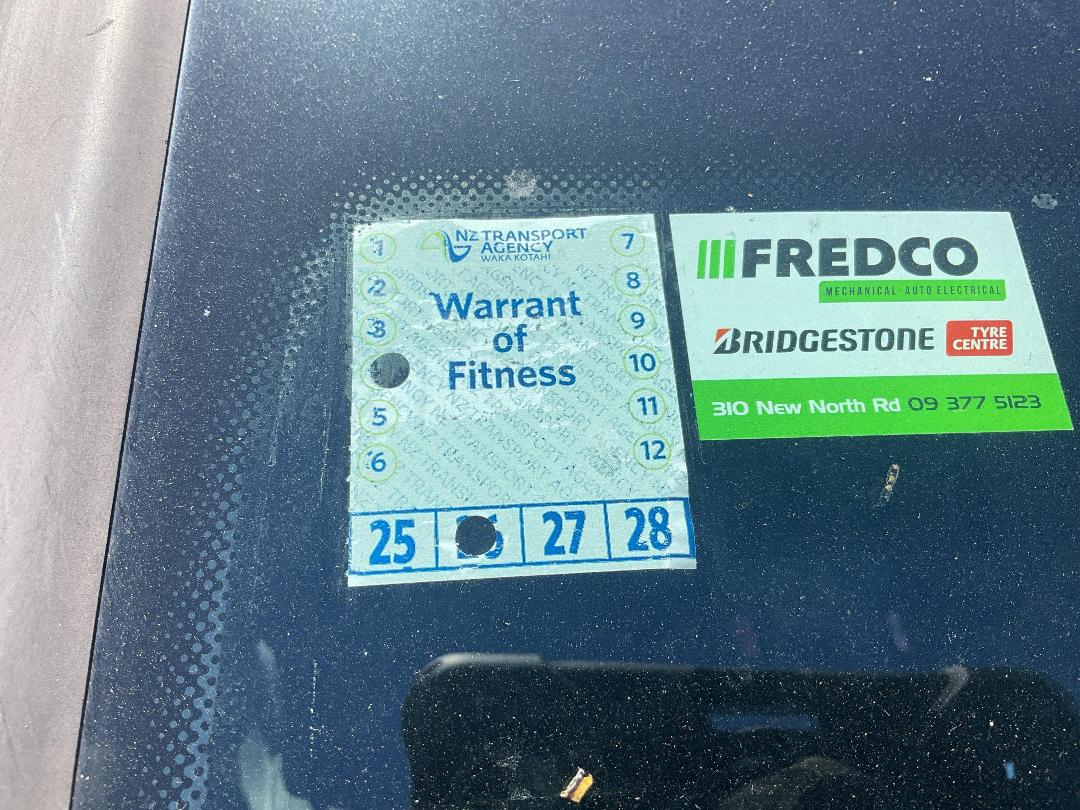 NZ TRANSPORT
AGENCY
WAKA KOTAHI
Warrant
of
Fitness
1
2
3
5
6
7
8
9
10
11
12
25
27
28
FREDCO
MECHANICAL - AUTO ELECTRICAL
BRIDGESTONE
TYRE
CENTRE
310 New North Rd 09 377 5123